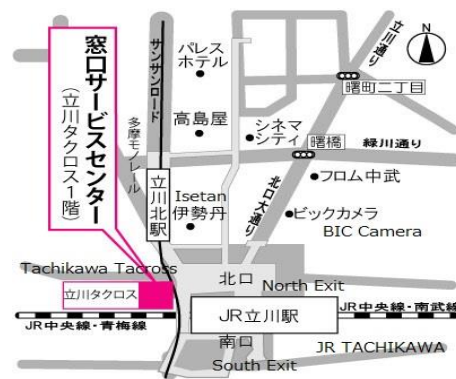 窓口サービスセンター
(立川タクロス1階)
サンサンロード
多摩モノレール
パレス
ホテル
高島屋
シネマ
シティ
立川通り
N
曙町二丁目
曙橋
緑川通り
フロム中武
北口大通り
ビックカメラ
BIC Camera
立川北駅
Isetan
伊勢丹
Tachikawa Tacross
立川タクロス
北口
North Exit
JR立川駅
JR中央線・南武線
JR中央線・青梅線
南口
South Exit
JR TACHIKAWA